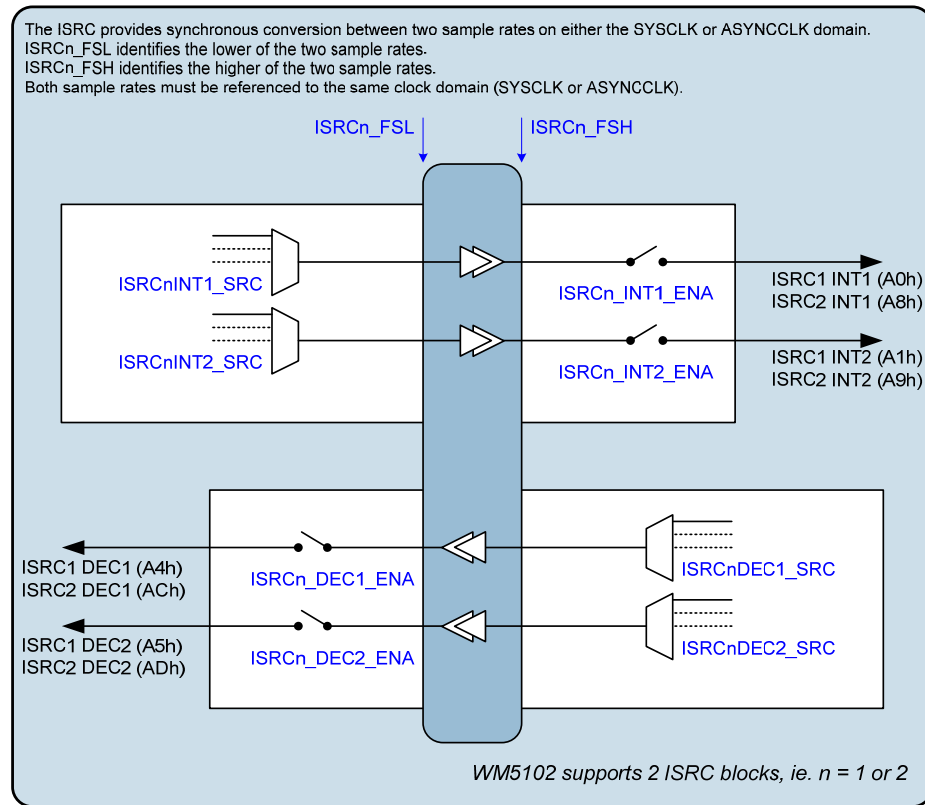 The ISRC provides synchronous conversion between two sample rates on either the SYSCLK or ASYNCCLK domain.
ISRCn_FSL identifies the lower of the two sample rates.
ISRCn_FSH identifies the higher of the two sample rates.
Both sample rates must be referenced to the same clock domain (SYSCLK or ASYNCCLK).
ISRCn_FSL
ISRCn_FSH
ISRCnINT1_SRC
ISRCn_INT1_ENA
ISRC1 INT1 (A0h)
ISRC2 INT1 (A8h)
ISRCnINT2_SRC
ISRCn_INT2_ENA
ISRC1 INT2 (A1h)
ISRC2 INT2 (A9h)
ISRC1 DEC1 (A4h)
ISRC2 DEC1 (ACh)
ISRCn_DEC1_ENA
ISRCnDEC1_SRC
ISRC1 DEC2 (A5h)
ISRC2 DEC2 (ADh)
ISRCn_DEC2_ENA
ISRCnDEC2_SRC
WM5102 supports 2 ISRC blocks, ie. n = 1 or 2